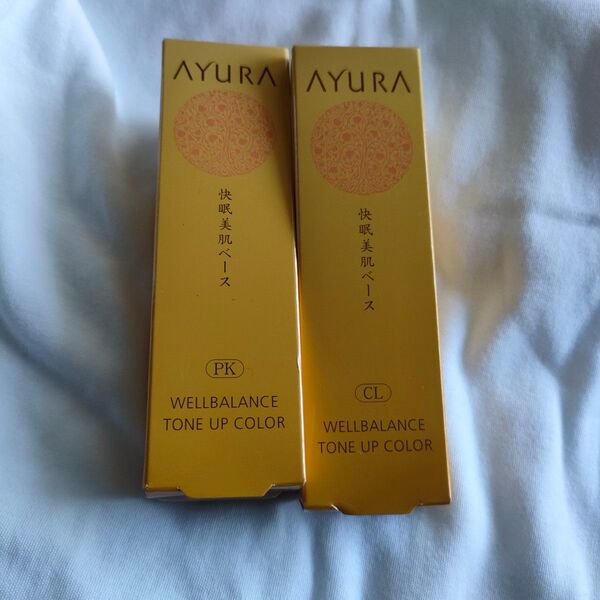 AYURA
快眠美肌ベース
PK
WELLBALANCE
TONE UP COLOR
AYURA
快眠美肌ベース
CL
WELLBALANCE
TONE UP COLOR